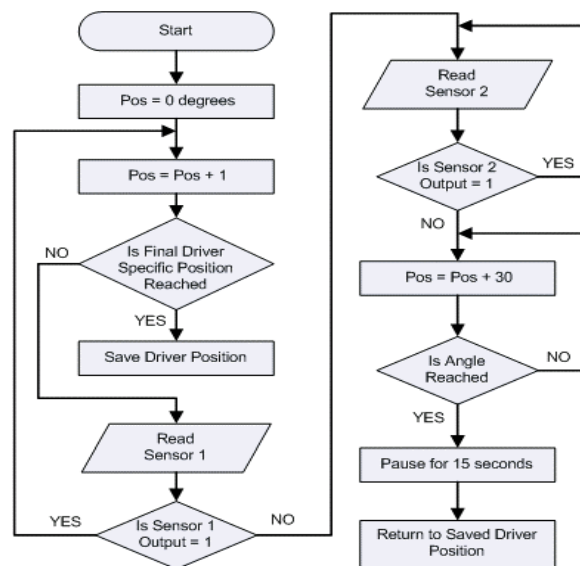 Start
Pos = 0 degrees
Pos = Pos + 1
Is Final Driver
Specific Position
Reached
NO
YES
Save Driver Position
Read
Sensor 1
Is Sensor 1
Output = 1
YES
NO
Read
Sensor 2
Is Sensor 2
Output = 1
YES
NO
Pos = Pos + 30
Is Angle
Reached
NO
YES
Pause for 15 seconds
Return to Saved Driver
Position